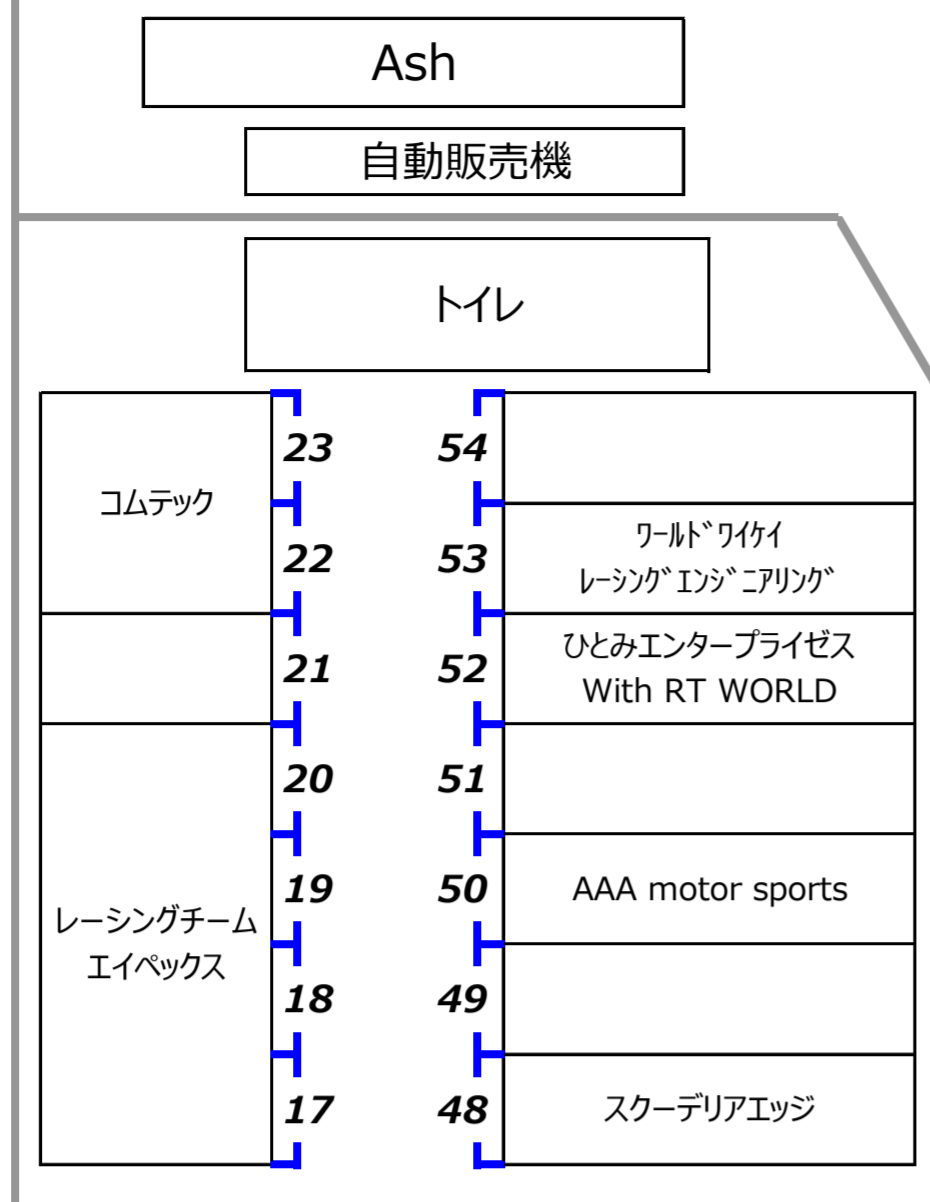 Ash
自動販売機
トイレ
23
54
コムテック
22
53
ﾜｰﾙﾄﾞﾜｲｹｲ
ﾚｰｼﾝｸﾞｴﾝｼﾞﾆｱﾘﾝｸﾞ
21
52
ひとみエンタープライゼス
With RT WORLD
20
51
19
50
AAA motor sports
レーシングチーム
エイペックス
18
49
17
48
スクーデリアエッジ